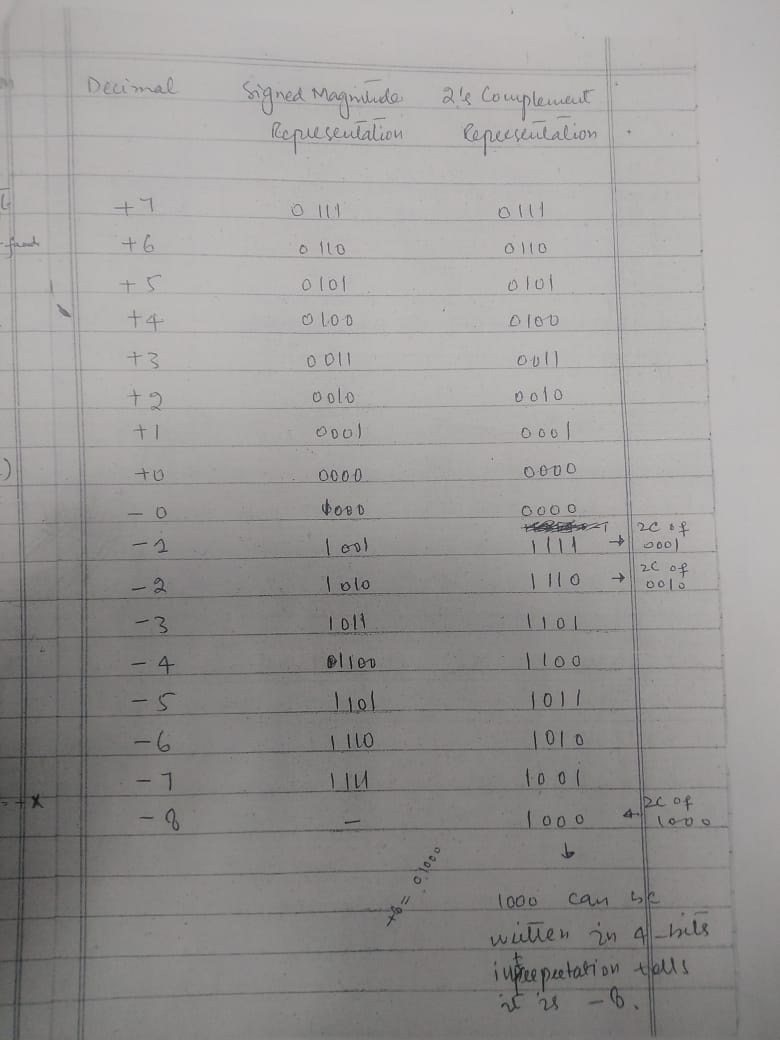 Decimal Signed Magnitude 2's Complement
Representation Representation
+7 0111 0111
+6 0110 0110
+5 0101 0101
+4 0100 0100
+3 0011 0011
+2 0010 0010
+1 0001 0001
+0 0000 0000
-0 1000 0000
-1 1001 1111 → 2C of 0001
-2 1010 1110 → 2C of 0010
-3 1011 1101
-4 1100 1100
-5 1101 1011
-6 1110 1010
-7 1111 1001
-8 – 1000 ← 2C of 1000
+8 = 01000
↓
1000 can be
written in 4-bits
interpretation tells
it is -8.